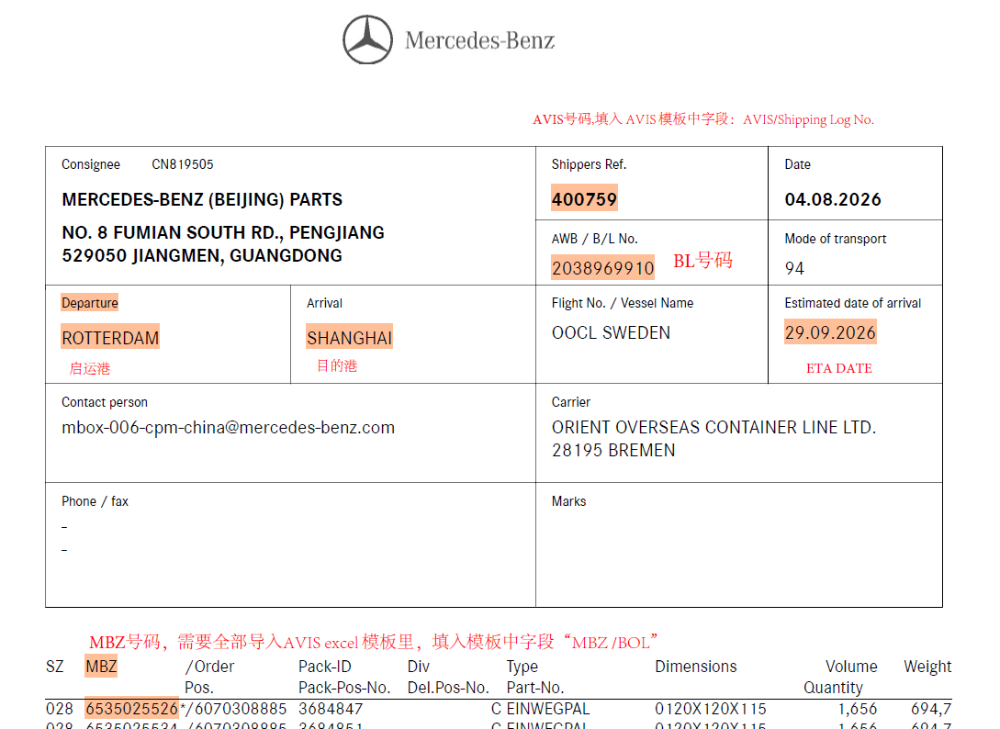 Mercedes-Benz
AVIS号码,填入 AVIS 模板中字段：AVIS/Shipping Log No.
Consignee CN819505
MERCEDES-BENZ (BEIJING) PARTS
NO. 8 FUMIAN SOUTH RD., PENGJIANG
529050 JIANGMEN, GUANGDONG
Shippers Ref.
400759
Date
04.08.2026
AWB / B/L No.
2038969910 BL号码
Mode of transport
94
Departure
ROTTERDAM
启运港
Arrival
SHANGHAI
目的港
Flight No. / Vessel Name
OOCL SWEDEN
Estimated date of arrival
29.09.2026
ETA DATE
Contact person
mbox-006-cpm-china@mercedes-benz.com
Carrier
ORIENT OVERSEAS CONTAINER LINE LTD.
28195 BREMEN
Phone / fax
–
–
Marks
MBZ号码，需要全部导入AVIS excel 模板里，填入模板中字段“MBZ /BOL”
SZ MBZ /Order Pack-ID Div Type Dimensions Volume Weight
Pos. Pack-Pos-No. Del.Pos-No. Part-No. Quantity
028 6535025526*/6070308885 3684847 C EINWEGPAL 0120X120X115 1,656 694,7
028 6535025534 /6070308885 3684851 C EINWEGPAL 0120X120X115 1,656 694,7